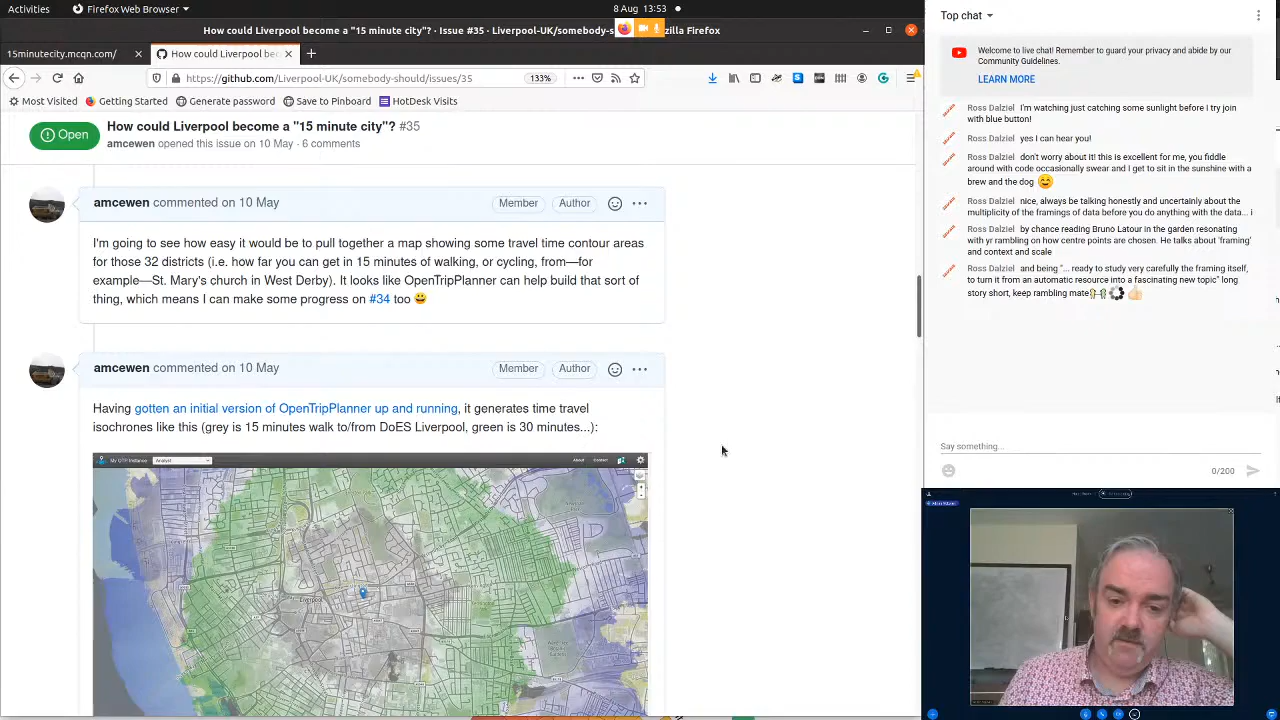 Activities
Firefox Web Browser
8 Aug 13:53
How could Liverpool become a "15 minute city"? · Issue #35 · Liverpool-UK/somebody-s
zilla Firefox
15minutecity.mcqn.com/
How could Liverpool bec
https://github.com/Liverpool-UK/somebody-should/issues/35
133%
Most Visited
Getting Started
Generate password
Save to Pinboard
HotDesk Visits
Open
How could Liverpool become a "15 minute city"? #35
amcewen opened this issue on 10 May · 6 comments
amcewen commented on 10 May
Member
Author
I'm going to see how easy it would be to pull together a map showing some travel time contour areas
for those 32 districts (i.e. how far you can get in 15 minutes of walking, or cycling, from—for
example—St. Mary's church in West Derby). It looks like OpenTripPlanner can help build that sort of
thing, which means I can make some progress on #34 too 😃
amcewen commented on 10 May
Member
Author
Having gotten an initial version of OpenTripPlanner up and running, it generates time travel
isochrones like this (grey is 15 minutes walk to/from DoES Liverpool, green is 30 minutes...):
My OTP Instance
Analyst
About
Contact
Top chat
Welcome to live chat! Remember to guard your privacy and abide by our
Community Guidelines.
LEARN MORE
Ross Dalziel I'm watching just catching some sunlight before i try join
with blue button!
Ross Dalziel yes I can hear you!
Ross Dalziel don't worry about it! this is excellent for me, you fiddle
around with code occasionally swear and I get to sit in the sunshine with a
brew and the dog 😊
Ross Dalziel nice, always be talking honestly and uncertainly about the
multiplicity of the framings of data before you do anything with the data... i
Ross Dalziel by chance reading Bruno Latour in the garden resonating
with yr rambling on how centre points are chosen. He talks about 'framing'
and context and scale
Ross Dalziel and being "... ready to study very carefully the framing itself,
to turn it from an automatic resource into a fascinating new topic" long
story short, keep rambling mate
Say something...
0/200